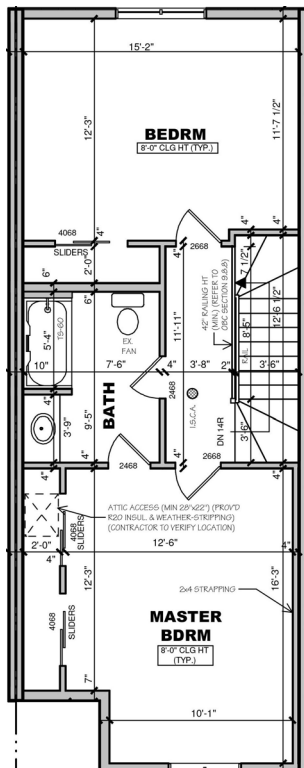 15'-2"
12'-3"
11'-7 1/2"
BEDRM
8'-0" CLG HT (TYP.)
4068
SLIDERS
4"
2'-0"
6"
4"
2668
4"
4"
7 1/2"
6"
TS-60
5'-4"
10"
EX.
FAN
7'-6"
11'-11"
4"
3'-8"
2"
42" RAILING HT
(MIN.) (REFER TO
OBC SECTION 9.8.8)
RAIL
8'-5"
12'-6 1/2"
3'-6"
2468
I.S.C.A.
DN 14R
3'-6"
4"
3'-9"
9'-5"
BATH
4"
4"
2468
2668
4"
4"
ATTIC ACCESS (MIN 28"x22") (PROV'D
R20 INSUL & WEATHER-STRIPPING)
(CONTRACTOR TO VERIFY LOCATION)
2'-0"
4"
4068
SLIDERS
12'-6"
4"
12'-3"
16'-3"
2x4 STRAPPING
4068
SLIDERS
MASTER
BDRM
8'-0" CLG HT
(TYP.)
7"
10'-1"